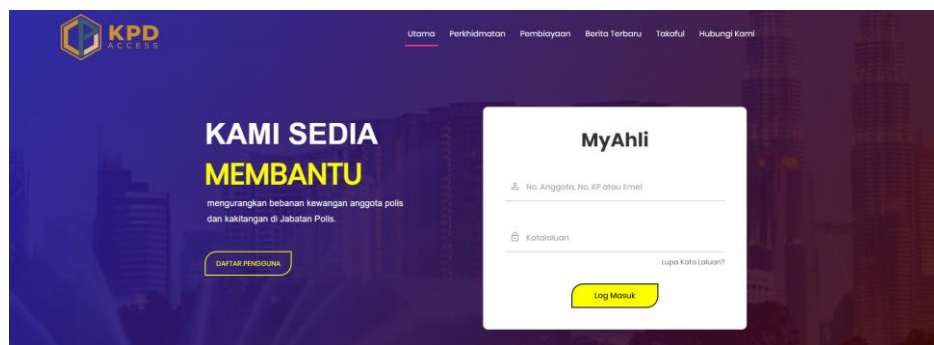 KPD
ACCESS
Utama Perkhidmatan Pembiayaan Berita Terbaru Takaful Hubungi Kami
KAMI SEDIA
MEMBANTU
mengurangkan bebanan kewangan anggota polis
dan kakitangan di Jabatan Polis.
DAFTAR PENGGUNA
MyAhli
No. Anggota, No. KP atau Emel
Katalaluan
Lupa Kata Laluan?
Log Masuk